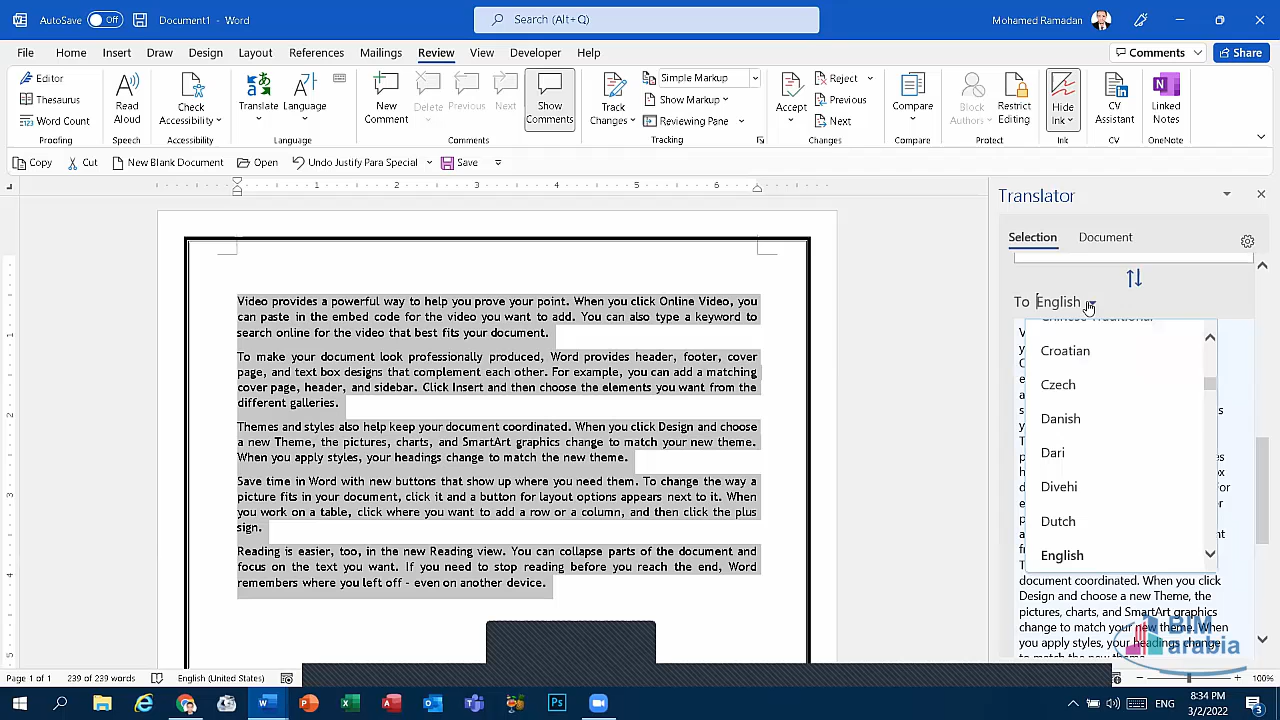 AutoSave Off Document1 - Word Search (Alt+Q) Mohamed Ramadan
File Home Insert Draw Design Layout References Mailings Review View Developer Help Comments Share
Editor
Thesaurus
Word Count
Read Aloud
Speech
Check Accessibility
Accessibility
Translate Language
Language
New Comment Delete Previous Next Show Comments
Comments
Track Changes
Simple Markup
Show Markup
Reviewing Pane
Tracking
Accept
Reject
Previous
Next
Changes
Compare
Compare
Block Authors Restrict Editing
Protect
Hide Ink
Ink
CV Assistant
CV
Linked Notes
OneNote
Copy Cut New Blank Document Open Undo Justify Para Special Save
1 2 3 4 5 6
Video provides a powerful way to help you prove your point. When you click Online Video, you
can paste in the embed code for the video you want to add. You can also type a keyword to
search online for the video that best fits your document.
To make your document look professionally produced, Word provides header, footer, cover
page, and text box designs that complement each other. For example, you can add a matching
cover page, header, and sidebar. Click Insert and then choose the elements you want from the
different galleries.
Themes and styles also help keep your document coordinated. When you click Design and choose
a new Theme, the pictures, charts, and SmartArt graphics change to match your new theme.
When you apply styles, your headings change to match the new theme.
Save time in Word with new buttons that show up where you need them. To change the way a
picture fits in your document, click it and a button for layout options appears next to it. When
you work on a table, click where you want to add a row or a column, and then click the plus
sign.
Reading is easier, too, in the new Reading view. You can collapse parts of the document and
focus on the text you want. If you need to stop reading before you reach the end, Word
remembers where you left off - even on another device.
Translator
Selection Document
To English
Chinese Traditional
Croatian
Czech
Danish
Dari
Divehi
Dutch
English
document coordinated. When you click
Design and choose a new Theme, the
pictures, charts, and SmartArt graphics
change to match your new theme. When
you apply styles, your headings change
to match the new theme.
BIM
arabia
Page 1 of 1 239 of 239 words English (United States) 100%
ENG 8:34 PM
3/2/2022 3